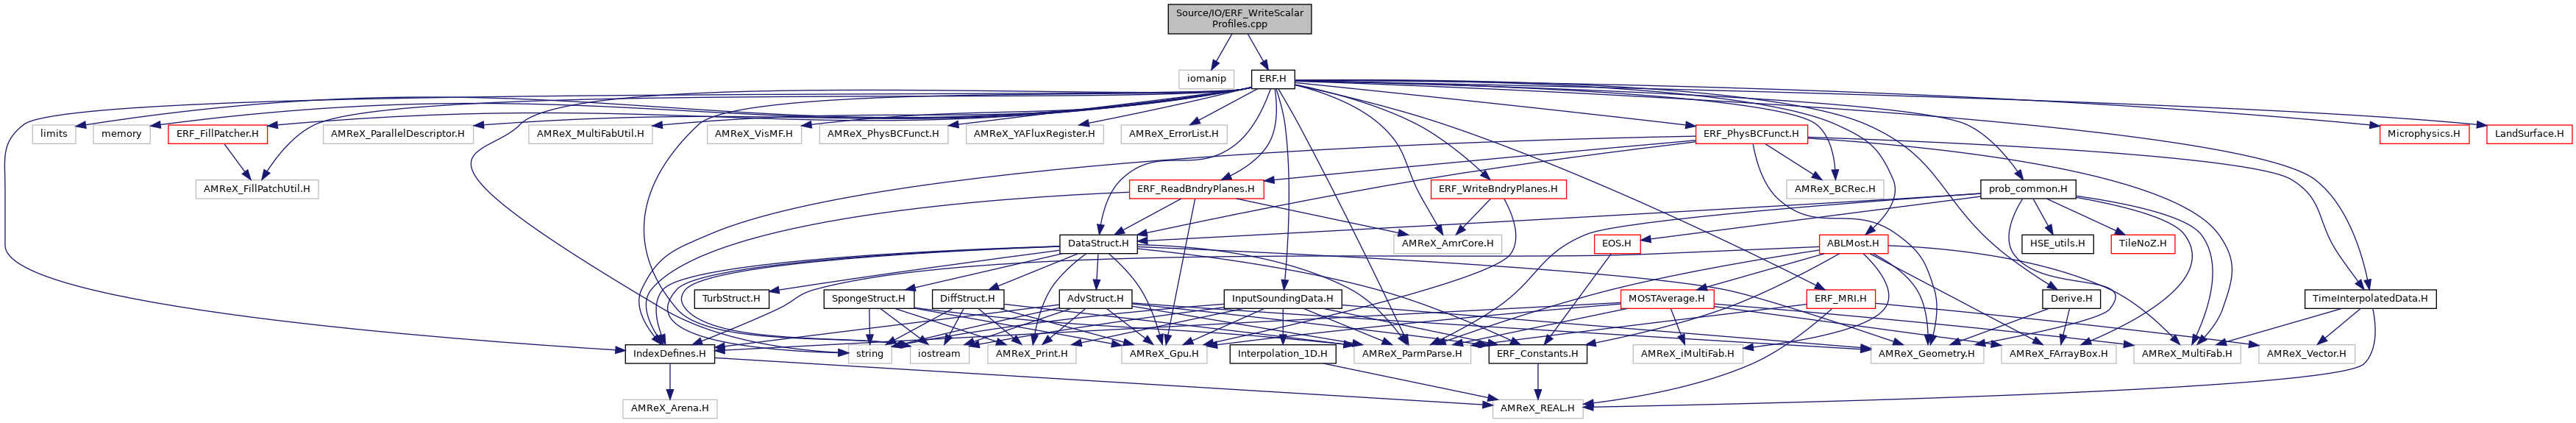 Source/IO/ERF_WriteScalar
Profiles.cpp
iomanip
ERF.H
limits
memory
ERF_FillPatcher.H
AMReX_ParallelDescriptor.H
AMReX_MultiFabUtil.H
AMReX_VisMF.H
AMReX_PhysBCFunct.H
AMReX_YAFluxRegister.H
AMReX_ErrorList.H
ERF_PhysBCFunct.H
Microphysics.H
LandSurface.H
AMReX_FillPatchUtil.H
ERF_ReadBndryPlanes.H
ERF_WriteBndryPlanes.H
AMReX_BCRec.H
prob_common.H
DataStruct.H
AMReX_AmrCore.H
EOS.H
ABLMost.H
HSE_utils.H
TileNoZ.H
TurbStruct.H
SpongeStruct.H
DiffStruct.H
AdvStruct.H
InputSoundingData.H
MOSTAverage.H
ERF_MRI.H
Derive.H
TimeInterpolatedData.H
IndexDefines.H
string
iostream
AMReX_Print.H
AMReX_Gpu.H
Interpolation_1D.H
AMReX_ParmParse.H
ERF_Constants.H
AMReX_iMultiFab.H
AMReX_Geometry.H
AMReX_FArrayBox.H
AMReX_MultiFab.H
AMReX_Vector.H
AMReX_Arena.H
AMReX_REAL.H